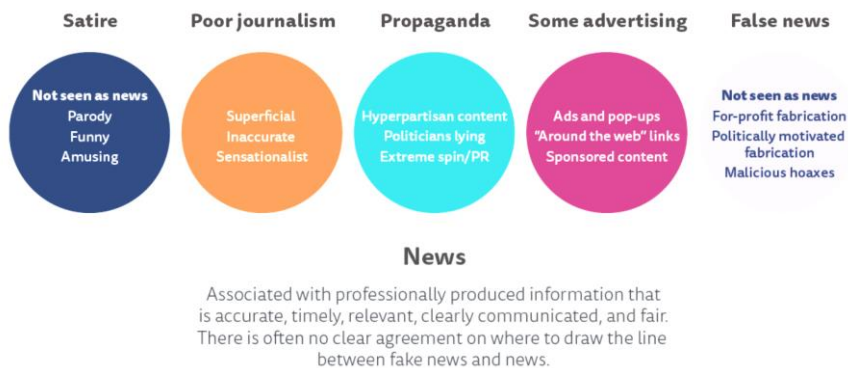 Satire
Poor journalism
Propaganda
Some advertising
False news
Not seen as news
Parody
Funny
Amusing
Superficial
Inaccurate
Sensationalist
Hyperpartisan content
Politicians lying
Extreme spin/PR
Ads and pop-ups
“Around the web” links
Sponsored content
Not seen as news
For-profit fabrication
Politically motivated
fabrication
Malicious hoaxes
News
Associated with professionally produced information that
is accurate, timely, relevant, clearly communicated, and fair.
There is often no clear agreement on where to draw the line
between fake news and news.